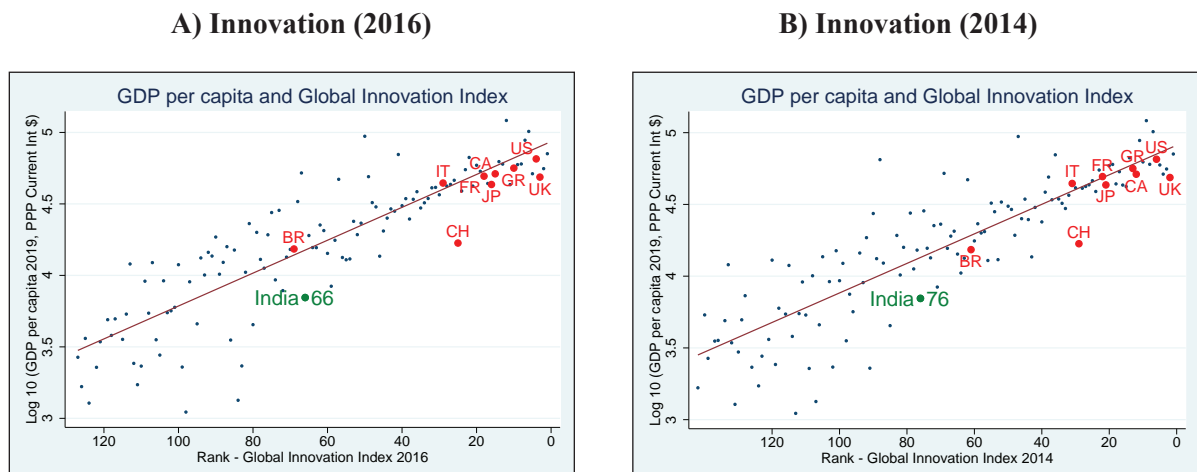 A) Innovation (2016)
GDP per capita and Global Innovation Index
Log 10 (GDP per capita 2019, PPP Current Int $)
5
4.5
4
3.5
3
US
CA
IT
FR
GR
JP
UK
CH
BR
India 66
120 100 80 60 40 20 0
Rank - Global Innovation Index 2016
B) Innovation (2014)
GDP per capita and Global Innovation Index
Log 10 (GDP per capita 2019, PPP Current Int $)
5
4.5
4
3.5
3
US
GR
FR
IT
CA
JP
UK
CH
BR
India 76
120 100 80 60 40 20 0
Rank - Global Innovation Index 2014